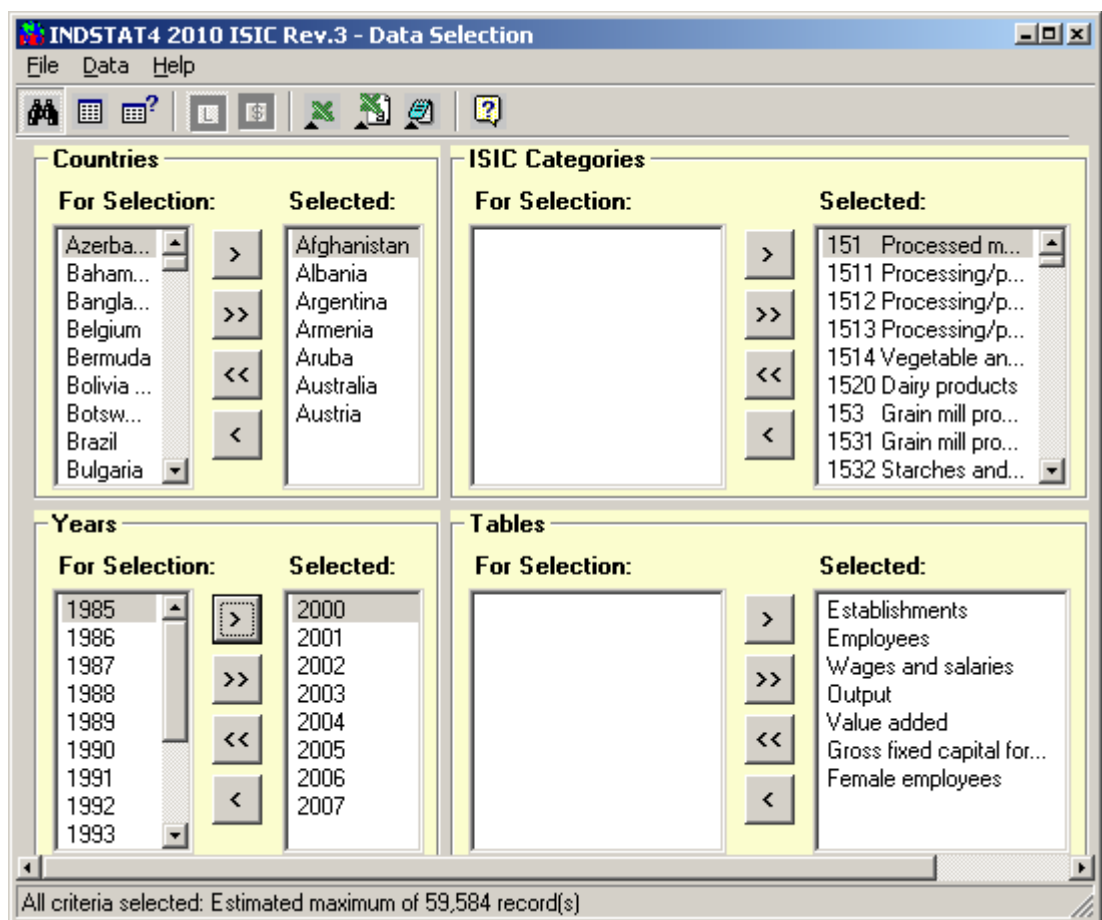 INDSTAT4 2010 ISIC Rev.3 - Data Selection
File Data Help
Countries
For Selection: Selected:
Azerba... Afghanistan
Baham... Albania
Bangla... Argentina
Belgium Armenia
Bermuda Aruba
Bolivia ... Australia
Botsw... Austria
Brazil
Bulgaria
> 
>>
<<
<
ISIC Categories
For Selection: Selected:
151 Processed m...
1511 Processing/p...
1512 Processing/p...
1513 Processing/p...
1514 Vegetable an...
1520 Dairy products
153 Grain mill pro...
1531 Grain mill pro...
1532 Starches and...
>
>>
<<
<
Years
For Selection: Selected:
1985 2000
1986 2001
1987 2002
1988 2003
1989 2004
1990 2005
1991 2006
1992 2007
1993
>
>>
<<
<
Tables
For Selection: Selected:
Establishments
Employees
Wages and salaries
Output
Value added
Gross fixed capital for...
Female employees
>
>>
<<
<
All criteria selected: Estimated maximum of 59,584 record(s)